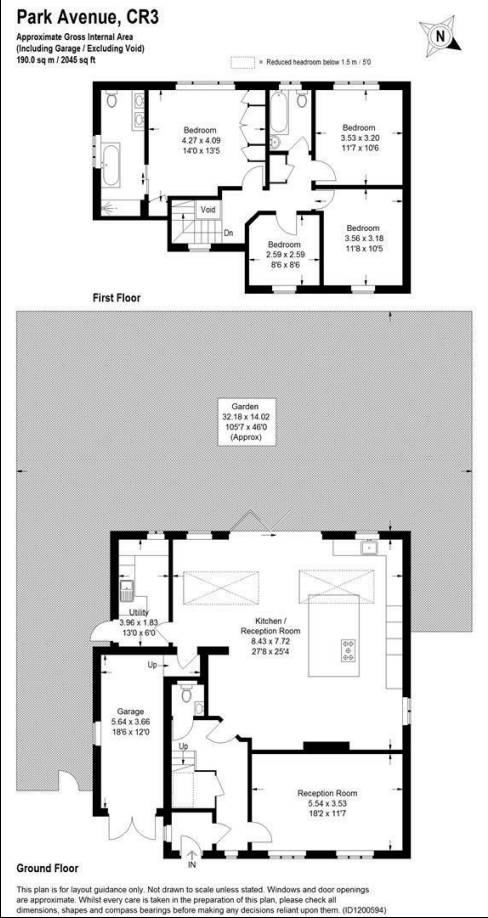 Park Avenue, CR3
Approximate Gross Internal Area
(Including Garage / Excluding Void)
190.0 sq m / 2045 sq ft
N
= Reduced headroom below 1.5 m / 5'0
Bedroom
4.27 x 4.09
14'0 x 13'5
Bedroom
3.53 x 3.20
11'7 x 10'6
Void
Dn
Bedroom
2.59 x 2.59
8'6 x 8'6
Bedroom
3.56 x 3.18
11'8 x 10'5
First Floor
Garden
32.18 x 14.02
105'7 x 46'0
(Approx)
Utility
3.96 x 1.83
13'0 x 6'0
Kitchen /
Reception Room
8.43 x 7.72
27'8 x 25'4
Up
Garage
5.64 x 3.66
18'6 x 12'0
Up
Reception Room
5.54 x 3.53
18'2 x 11'7
IN
Ground Floor
This plan is for layout guidance only. Not drawn to scale unless stated. Windows and door openings
are approximate. Whilst every care is taken in the preparation of this plan, please check all
dimensions, shapes and compass bearings before making any decisions reliant upon them. (ID1200594)